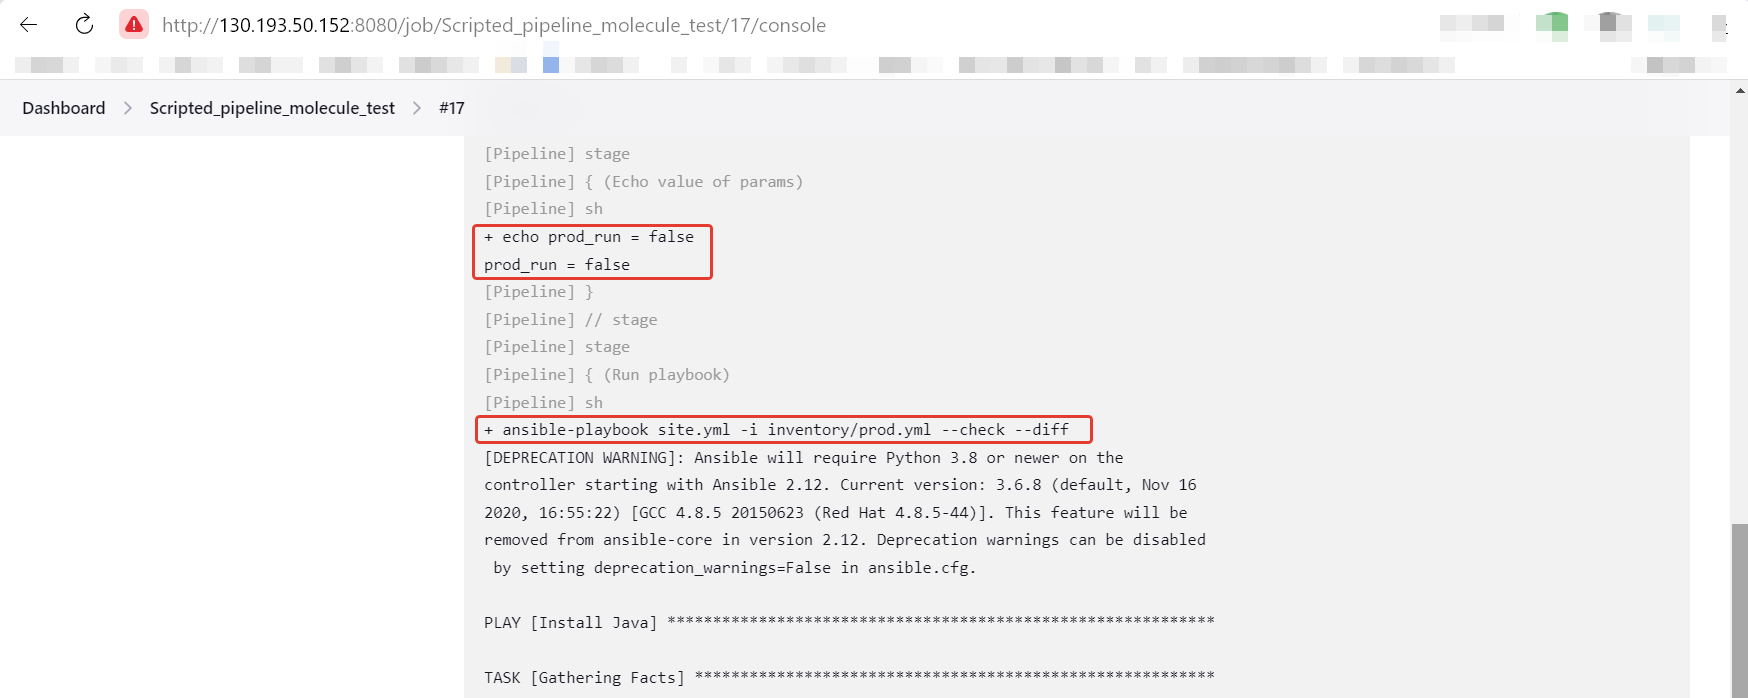 http://130.193.50.152:8080/job/Scripted_pipeline_molecule_test/17/console
Dashboard > Scripted_pipeline_molecule_test > #17
[Pipeline] stage
[Pipeline] { (Echo value of params)
[Pipeline] sh
+ echo prod_run = false
prod_run = false
[Pipeline] }
[Pipeline] // stage
[Pipeline] stage
[Pipeline] { (Run playbook)
[Pipeline] sh
+ ansible-playbook site.yml -i inventory/prod.yml --check --diff
[DEPRECATION WARNING]: Ansible will require Python 3.8 or newer on the
controller starting with Ansible 2.12. Current version: 3.6.8 (default, Nov 16
2020, 16:55:22) [GCC 4.8.5 20150623 (Red Hat 4.8.5-44)]. This feature will be
removed from ansible-core in version 2.12. Deprecation warnings can be disabled
by setting deprecation_warnings=False in ansible.cfg.
PLAY [Install Java] ************************************************************
TASK [Gathering Facts] *********************************************************